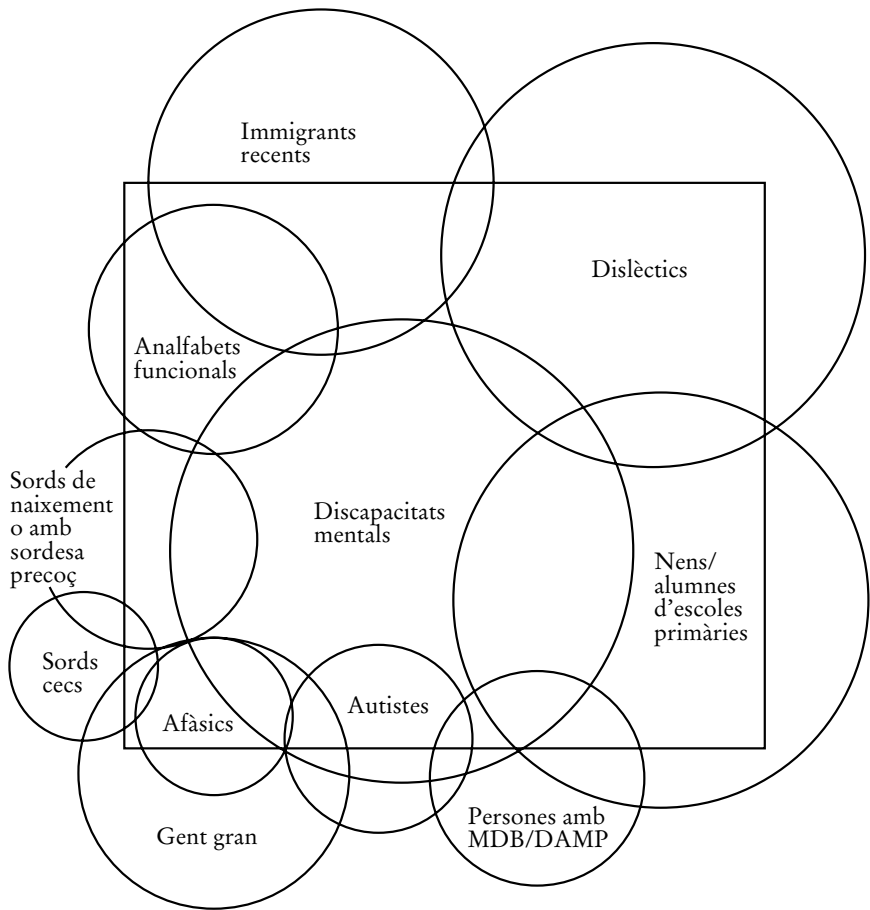 Immigrants
recents
Dislèctics
Analfabets
funcionals
Sords de
naixement
o amb
sordesa
precoç
Discapacitats
mentals
Nens/
alumnes
d’escoles
primàries
Sords
cecs
Afàsics
Autistes
Gent gran
Persones amb
MDB/DAMP